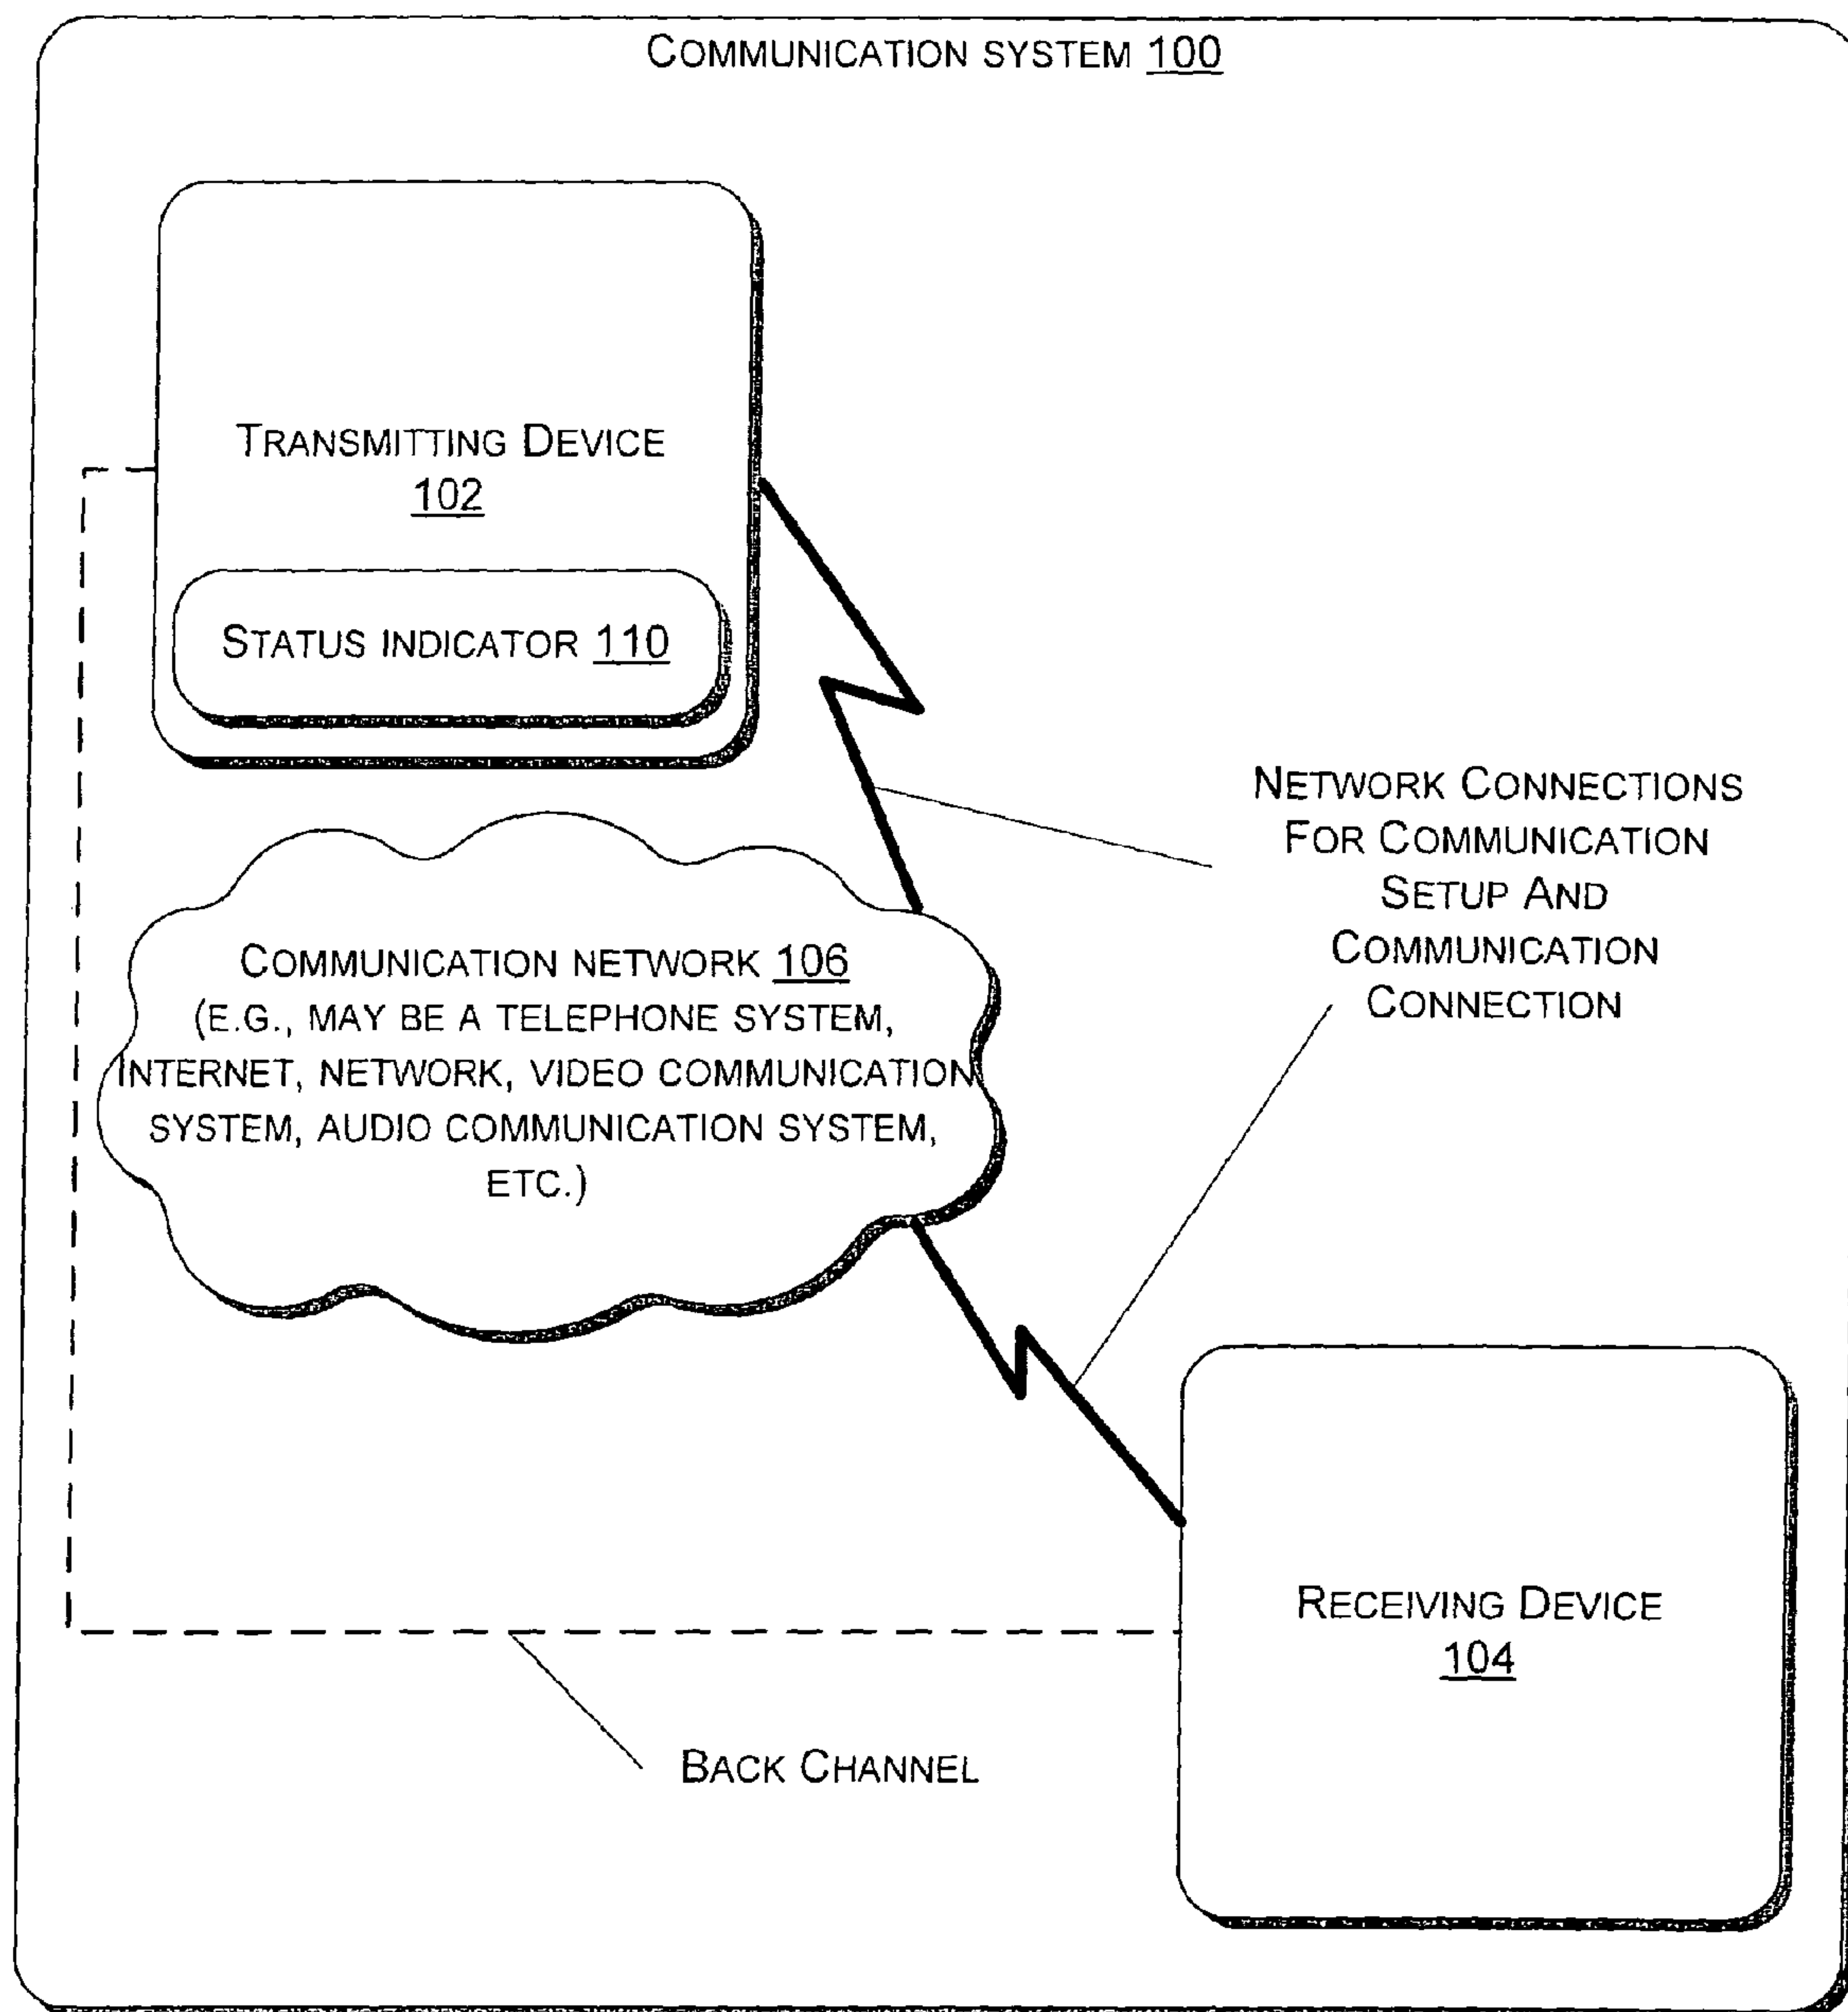 COMMUNICATION SYSTEM 100
TRANSMITTING DEVICE
102
STATUS INDICATOR 110
NETWORK CONNECTIONS
FOR COMMUNICATION
SETUP AND
COMMUNICATION
CONNECTION
COMMUNICATION NETWORK 106
(E.G., MAY BE A TELEPHONE SYSTEM,
INTERNET, NETWORK, VIDEO COMMUNICATION
SYSTEM, AUDIO COMMUNICATION SYSTEM,
ETC.)
RECEIVING DEVICE
104
BACK CHANNEL